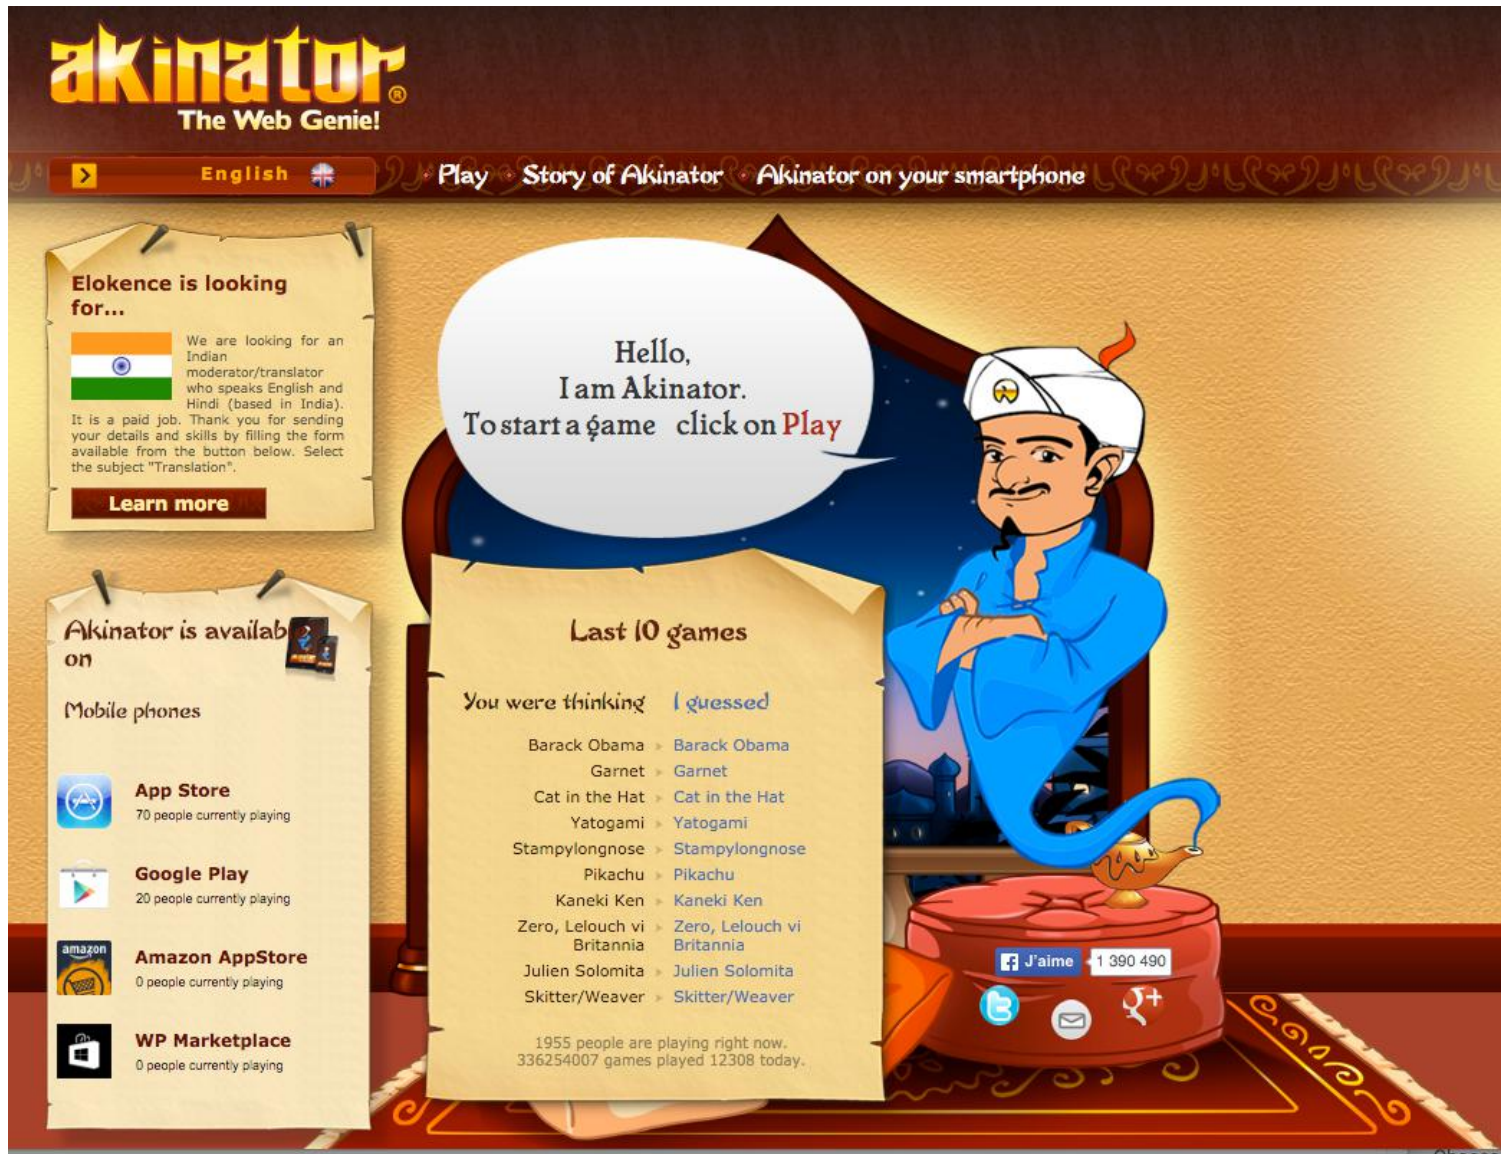 akinator®
The Web Genie!
English
Play
Story of Akinator
Akinator on your smartphone
Elokence is looking
for...
We are looking for an
Indian
moderator/translator
who speaks English and
Hindi (based in India).
It is a paid job. Thank you for sending
your details and skills by filling the form
available from the button below. Select
the subject "Translation".
Learn more
Akinator is availab
on
Mobile phones
App Store
70 people currently playing
Google Play
20 people currently playing
amazon
Amazon AppStore
0 people currently playing
WP Marketplace
0 people currently playing
Hello,
I am Akinator.
To start a game click on Play
Last 10 games
You were thinking I guessed
Barack Obama Barack Obama
Garnet Garnet
Cat in the Hat Cat in the Hat
Yatogami Yatogami
Stampylongnose Stampylongnose
Pikachu Pikachu
Kaneki Ken Kaneki Ken
Zero, Lelouch vi Zero, Lelouch vi
Britannia Britannia
Julien Solomita Julien Solomita
Skitter/Weaver Skitter/Weaver
1955 people are playing right now.
336254007 games played 12308 today.
J'aime 1 390 490